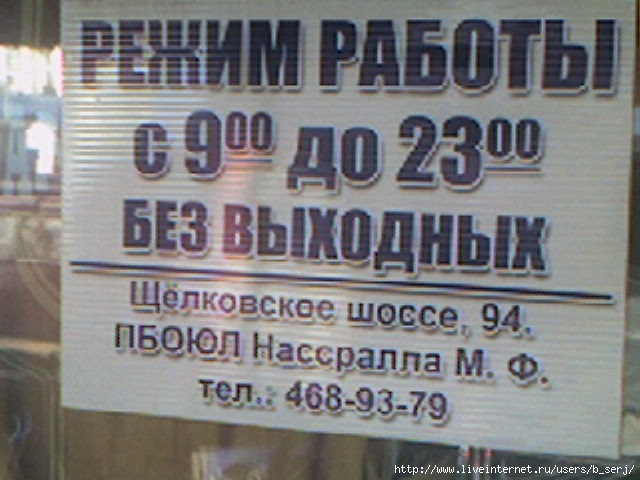 РЕЖИМ РАБОТЫ
с 9⁰⁰ до 23⁰⁰
БЕЗ ВЫХОДНЫХ
Щёлковское шоссе, 94.
ПБОЮЛ Нассралла М. Ф.
тел.: 468-93-79
http://www.liveinternet.ru/users/b_serj/